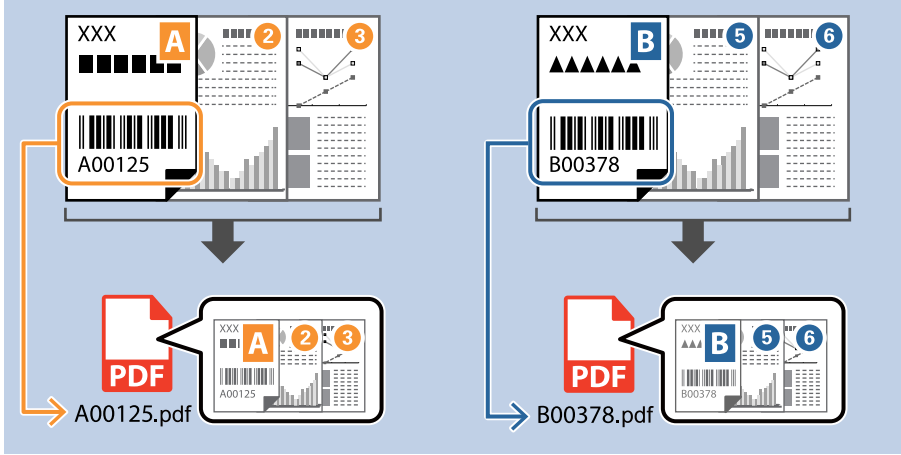 XXX A 2 3
A00125
XXX B 5 6
B00378
PDF
XXX A 2 3
A00125
A00125.pdf
PDF
XXX B 5 6
B00378
B00378.pdf